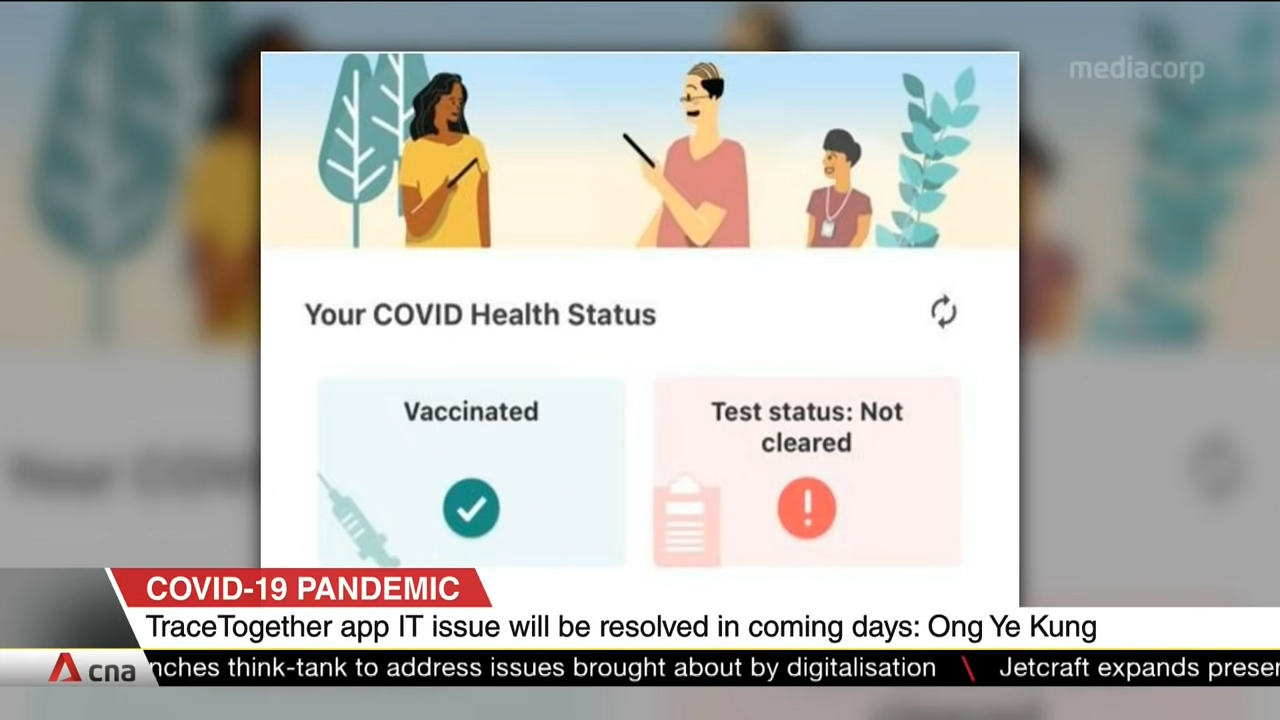 mediacorp
Your COVID Health Status
Vaccinated
Test status: Not
cleared
COVID-19 PANDEMIC
TraceTogether app IT issue will be resolved in coming days: Ong Ye Kung
cna
nches think-tank to address issues brought about by digitalisation \ Jetcraft expands preser